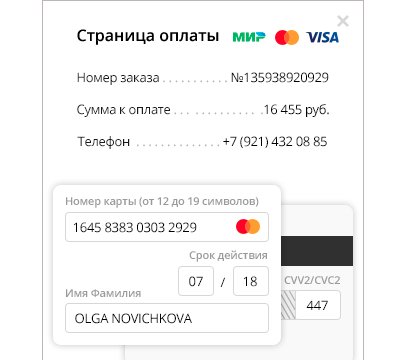 Страница оплаты МИР VISA
Номер заказа . . . . . . . . . . . . №135938920929
Сумма к оплате . . . . . . . . . . . . . 16 455 руб.
Телефон . . . . . . . . . . . . . . +7 (921) 432 08 85
Номер карты (от 12 до 19 символов)
1645 8383 0303 2929
Срок действия
07 / 18
CVV2/CVC2
447
Имя Фамилия
OLGA NOVICHKOVA